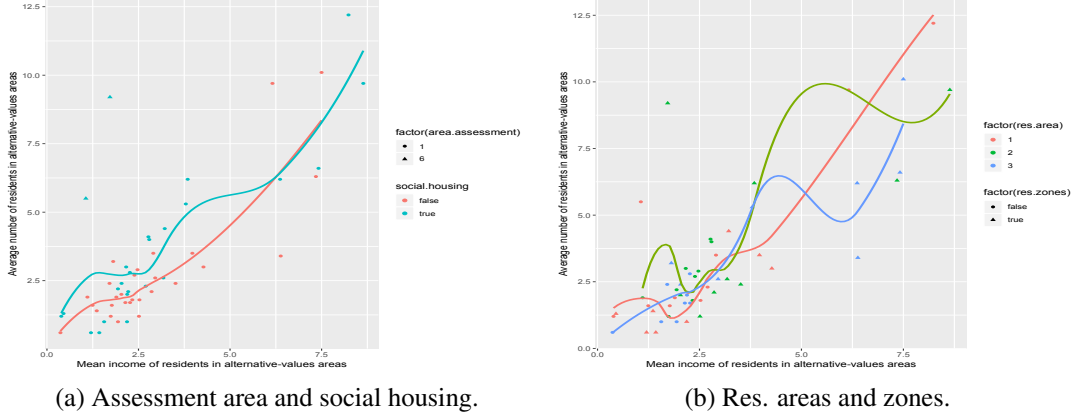 12.5
10.0
7.5
5.0
2.5
0.0
Average number of residents in alternative-values areas
0.0 2.5 5.0 7.5
Mean income of residents in alternative-values areas
factor(area.assessment)
1
6
social.housing
false
true
(a) Assessment area and social housing.
12.5
10.0
7.5
5.0
2.5
0.0
Average number of residents in alternative-values areas
0.0 2.5 5.0 7.5
Mean income of residents in alternative-values areas
factor(res.area)
1
2
3
factor(res.zones)
false
true
(b) Res. areas and zones.